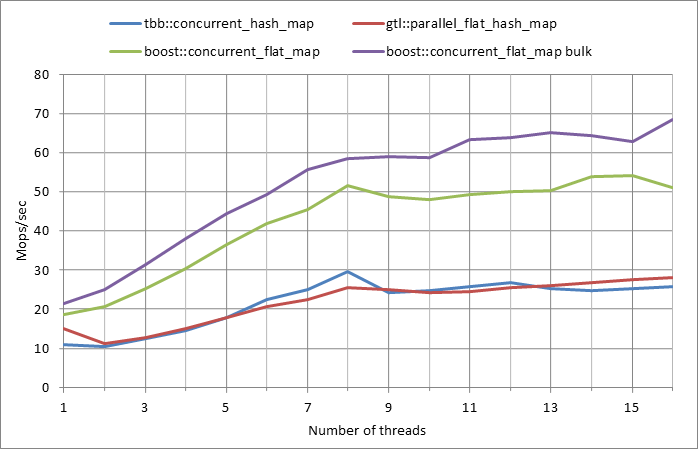 tbb::concurrent_hash_map gtl::parallel_flat_hash_map
boost::concurrent_flat_map boost::concurrent_flat_map bulk
80
70
60
50
40
30
20
10
0
Mops/sec
1 3 5 7 9 11 13 15
Number of threads